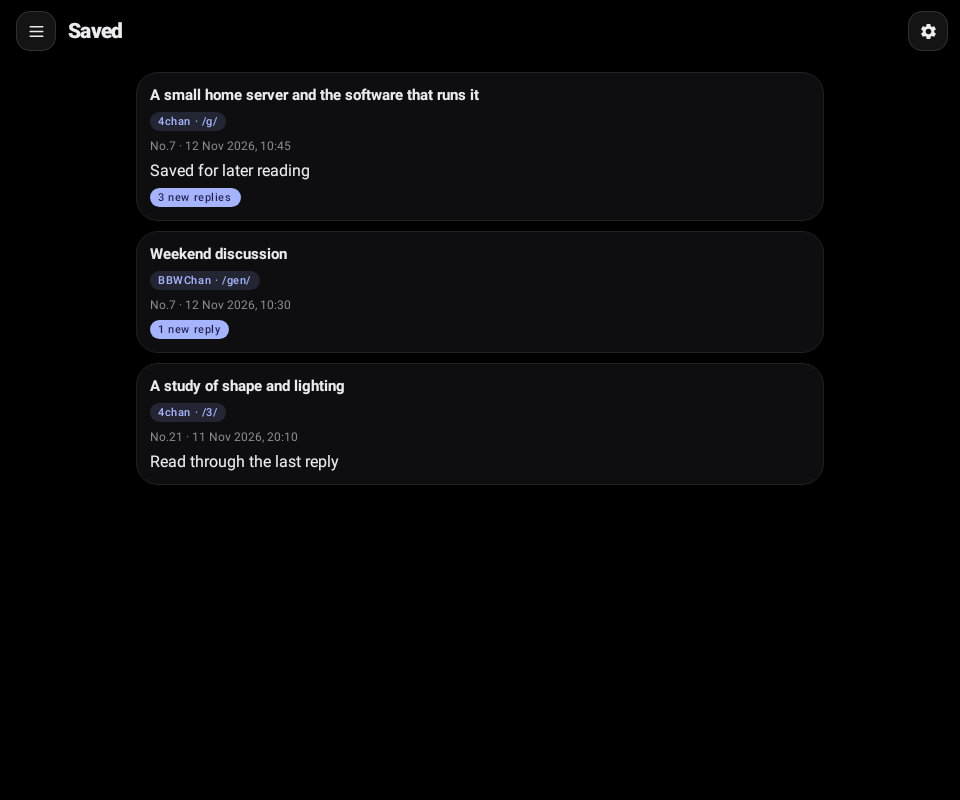 Saved
A small home server and the software that runs it
4chan · /g/
No.7 · 12 Nov 2026, 10:45
Saved for later reading
3 new replies
Weekend discussion
BBWChan · /gen/
No.7 · 12 Nov 2026, 10:30
1 new reply
A study of shape and lighting
4chan · /3/
No.21 · 11 Nov 2026, 20:10
Read through the last reply